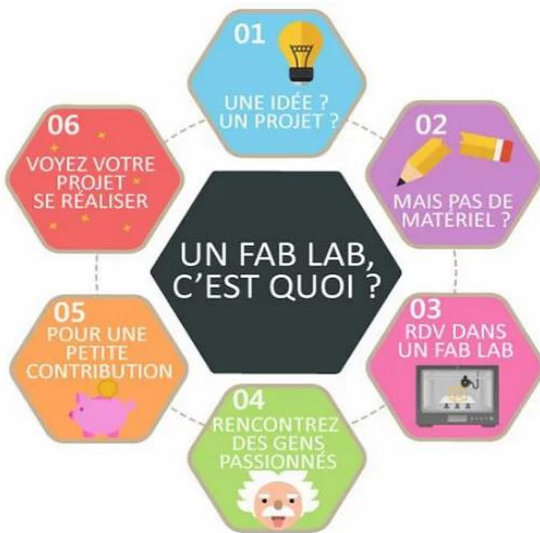 UN FAB LAB,
C'EST QUOI ?
01
UNE IDÉE ?
UN PROJET ?
02
MAIS PAS DE
MATÉRIEL ?
03
RDV DANS
UN FAB LAB
04
RENCONTREZ
DES GENS
PASSIONNÉS
05
POUR UNE
PETITE
CONTRIBUTION
06
VOYEZ VOTRE
PROJET
SE RÉALISER